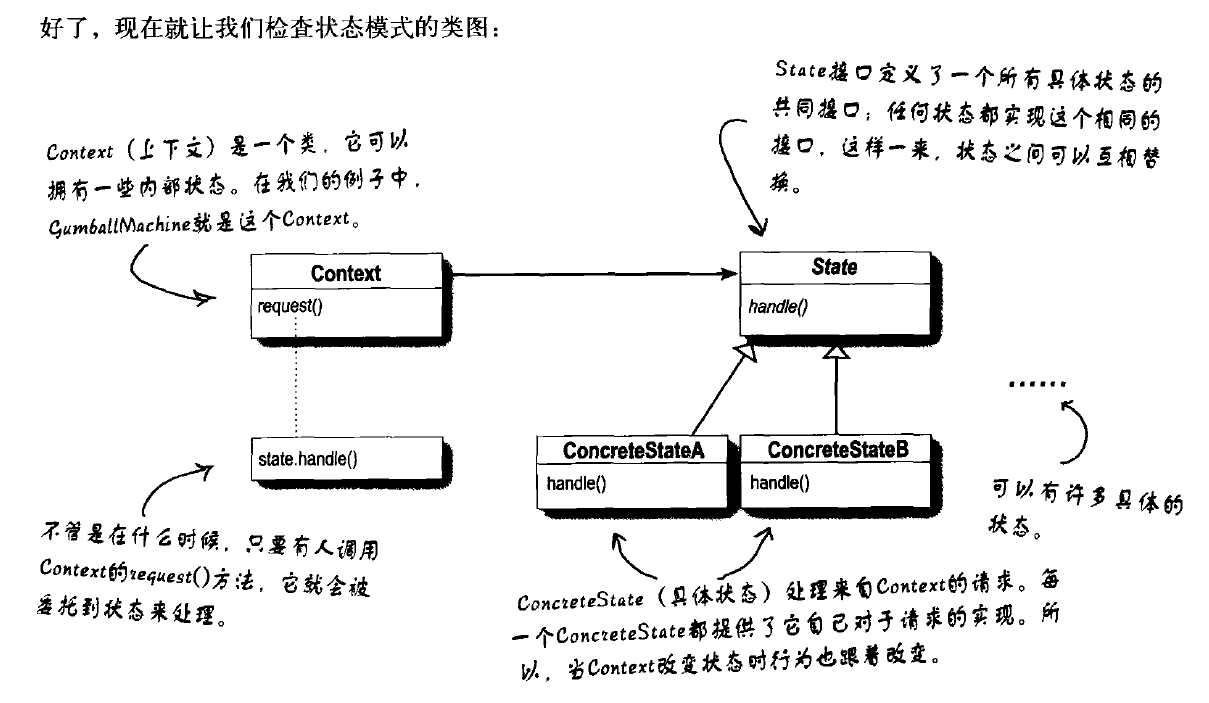 好了，现在就让我们检查状态模式的类图：
State接口定义了一个所有具体状态的
共同接口；任何状态都实现这个相同的
接口，这样一来，状态之间可以互相替
换。
Context（上下文）是一个类，它可以
拥有一些内部状态。在我们的例子中，
GumballMachine就是这个Context。
Context
request()
State
handle()
state.handle()
ConcreteStateA
handle()
ConcreteStateB
handle()
······
可以有许多具体的
状态。
不管是在什么时候，只要有人调用
Context的request()方法，它就会被
委托到状态来处理。
ConcreteState（具体状态）处理来自Context的请求。每
一个ConcreteState都提供了它自己对于请求的实现。所
以，当Context改变状态时行为也跟着改变。